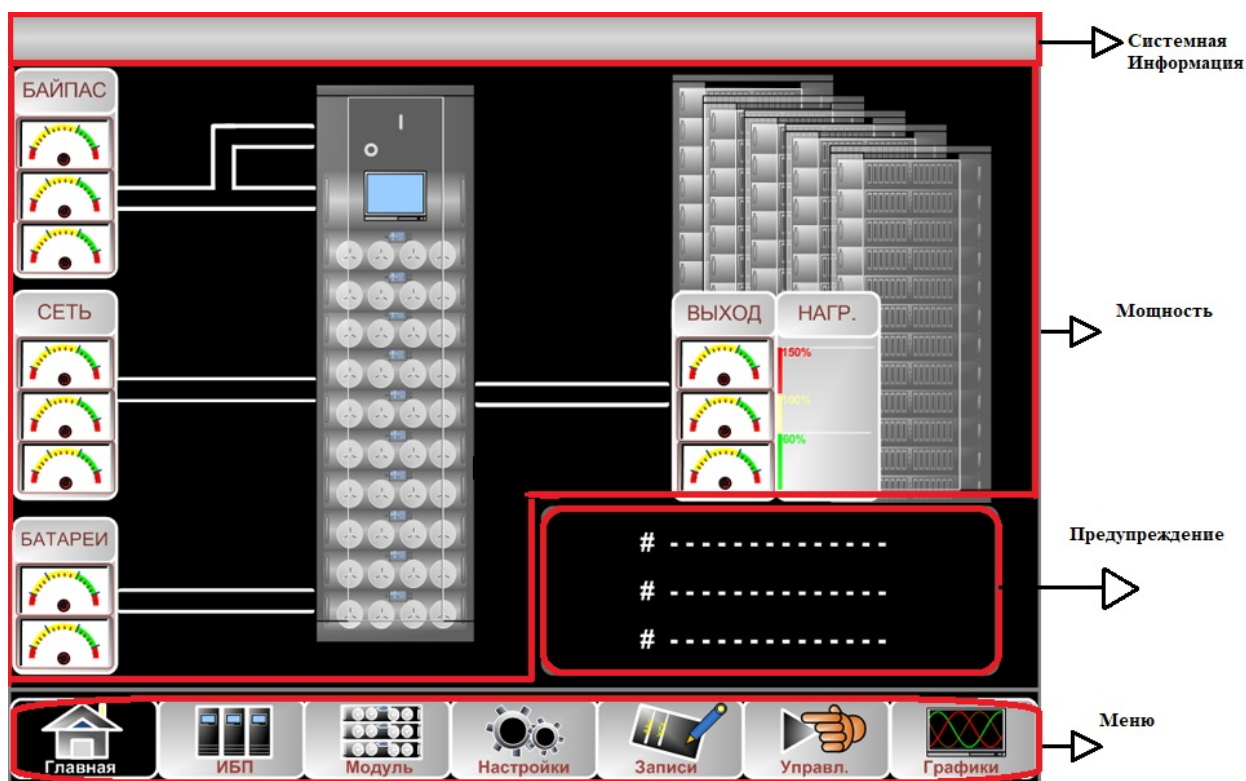 Системная
Информация
БАЙПАС
СЕТЬ
ВЫХОД НАГР.
150%
100%
60%
Мощность
БАТАРЕИ
# - - - - - - - - - - - - - -
# - - - - - - - - - - - - - -
# - - - - - - - - - - - - - -
Предупреждение
Главная ИБП Модуль Настройки Записи Управл. Графики
Меню